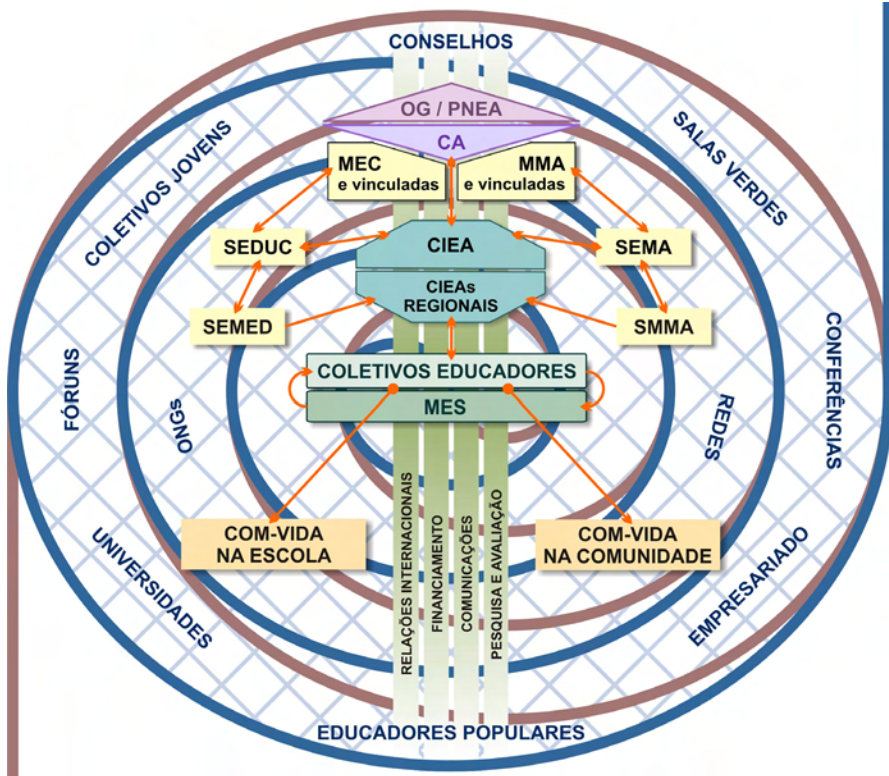 CONSELHOS
OG / PNEA
CA
MEC
e vinculadas
MMA
e vinculadas
COLETIVOS JOVENS
SALAS VERDES
SEDUC
CIEA
SEMA
CIEAs
REGIONAIS
SEMED
SMMA
FÓRUNS
ONGs
COLETIVOS EDUCADORES
MES
REDES
CONFERÊNCIAS
COM-VIDA
NA ESCOLA
COM-VIDA
NA COMUNIDADE
RELAÇÕES INTERNACIONAIS
FINANCIAMENTO
COMUNICAÇÕES
PESQUISA E AVALIAÇÃO
UNIVERSIDADES
EMPRESARIADO
EDUCADORES POPULARES